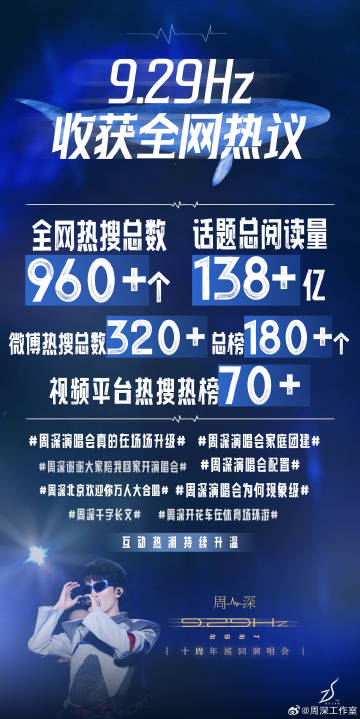 9.29Hz
收获全网热议
全网热搜总数 话题总阅读量
960+个 138+亿
微博热搜总数320+ 总榜180+个
视频平台热搜热榜70+
#周深演唱会真的在场场升级# #周深演唱会家庭团建#
#周深谢谢大家陪我回家开演唱会# #周深演唱会配置#
#周深北京欢迎你万人大合唱# #周深演唱会为何现象级#
#周深千字长文# #周深开花车在体育场环游#
互动热潮持续升温
周深
9.29Hz
十周年巡回演唱会
@周深工作室